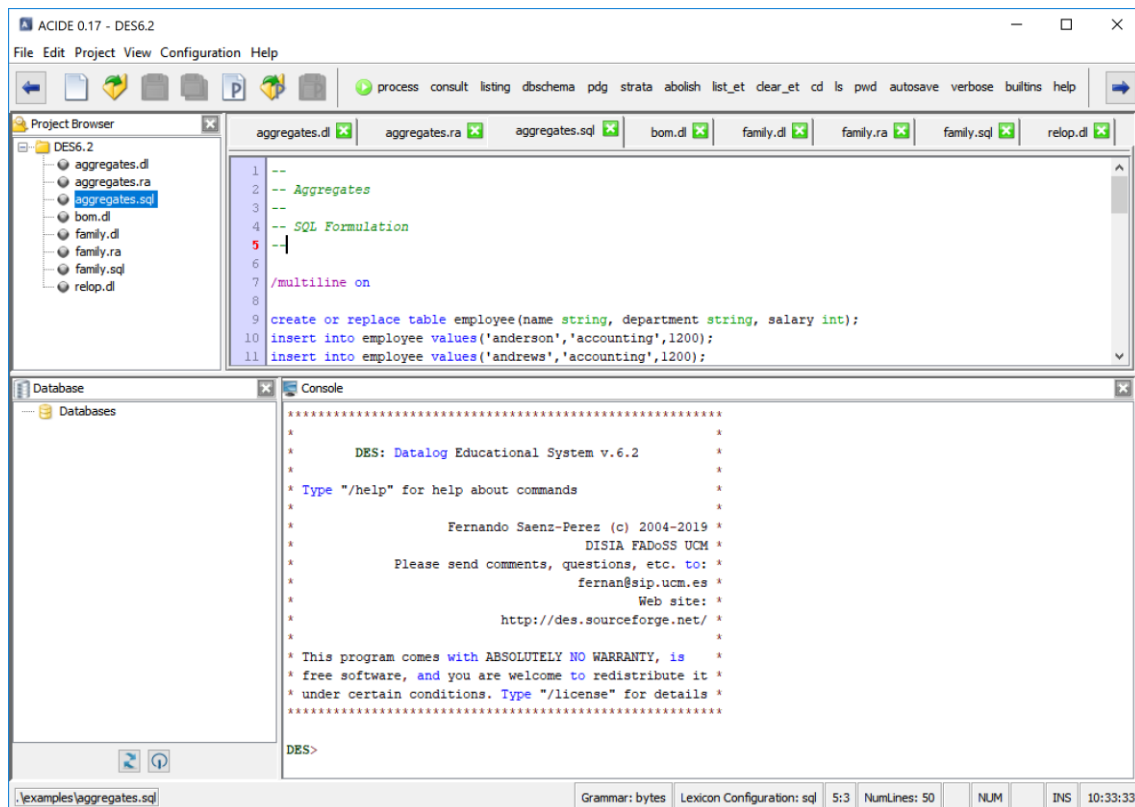 ACIDE 0.17 - DES6.2
File Edit Project View Configuration Help
process consult listing dbschema pdg strata abolish list_et clear_et cd ls pwd autosave verbose builtins help
Project Browser
DES6.2
aggregates.dl
aggregates.ra
aggregates.sql
bom.dl
family.dl
family.ra
family.sql
relop.dl
aggregates.dl aggregates.ra aggregates.sql bom.dl family.dl family.ra family.sql relop.dl
1 --
2 -- Aggregates
3 --
4 -- SQL Formulation
5 --
6
7 /multiline on
8
9 create or replace table employee(name string, department string, salary int);
10 insert into employee values('anderson','accounting',1200);
11 insert into employee values('andrews','accounting',1200);
Database
Databases
Console
*********************************************************
* *
* DES: Datalog Educational System v.6.2 *
* *
* Type "/help" for help about commands *
* *
* Fernando Saenz-Perez (c) 2004-2019 *
* DISIA FADoSS UCM *
* Please send comments, questions, etc. to: *
* fernan@sip.ucm.es *
* Web site: *
* http://des.sourceforge.net/ *
* *
* This program comes with ABSOLUTELY NO WARRANTY, is *
* free software, and you are welcome to redistribute it *
* under certain conditions. Type "/license" for details *
*********************************************************
DES>
.\examples\aggregates.sql Grammar: bytes Lexicon Configuration: sql 5:3 NumLines: 50 NUM INS 10:33:33